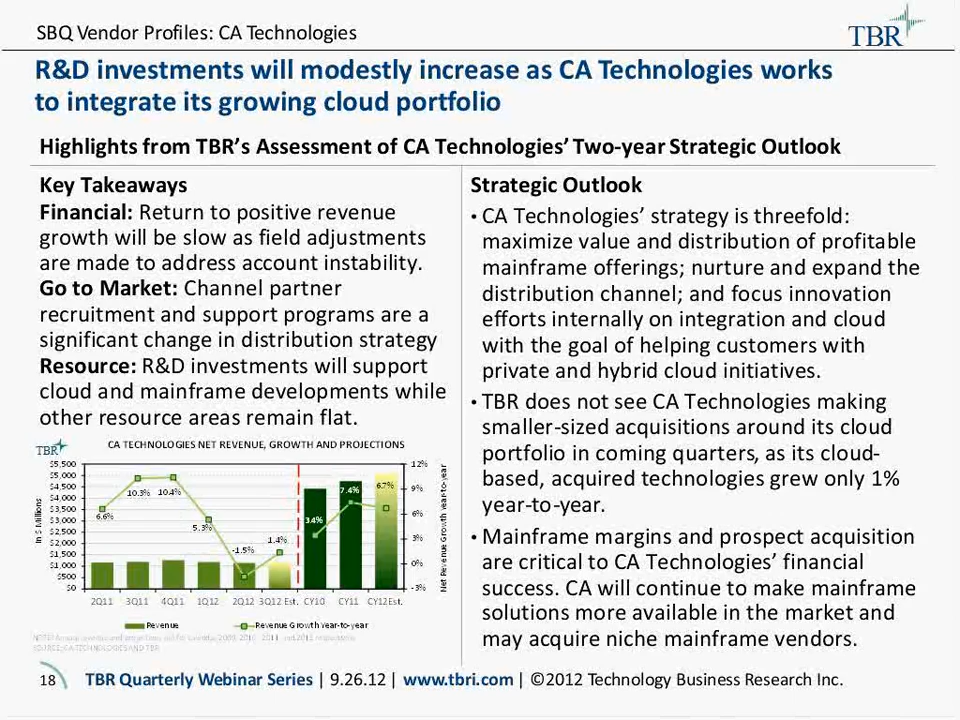 SBQ Vendor Profiles: CA Technologies
TBR
R&D investments will modestly increase as CA Technologies works
to integrate its growing cloud portfolio
Highlights from TBR’s Assessment of CA Technologies’ Two-year Strategic Outlook
Key Takeaways
Financial: Return to positive revenue
growth will be slow as field adjustments
are made to address account instability.
Go to Market: Channel partner
recruitment and support programs are a
significant change in distribution strategy
Resource: R&D investments will support
cloud and mainframe developments while
other resource areas remain flat.
TBR
CA TECHNOLOGIES NET REVENUE, GROWTH AND PROJECTIONS
In $ Millions
$5,500
$5,000
$4,500
$4,000
$3,500
$3,000
$2,500
$2,000
$1,500
$1,000
$500
$0
6.6%
10.3%
10.4%
5.3%
-1.5%
1.4%
3.4%
7.4%
6.7%
12%
9%
6%
3%
0%
-3%
Net Revenue Growth Year-to-year
2Q11 3Q11 4Q11 1Q12 2Q12 3Q12 Est. CY10 CY11 CY12Est.
Revenue
Revenue Growth Year-to-year
SOURCE: CA TECHNOLOGIES AND TBR
Strategic Outlook
• CA Technologies’ strategy is threefold:
maximize value and distribution of profitable
mainframe offerings; nurture and expand the
distribution channel; and focus innovation
efforts internally on integration and cloud
with the goal of helping customers with
private and hybrid cloud initiatives.
• TBR does not see CA Technologies making
smaller-sized acquisitions around its cloud
portfolio in coming quarters, as its cloud-
based, acquired technologies grew only 1%
year-to-year.
• Mainframe margins and prospect acquisition
are critical to CA Technologies’ financial
success. CA will continue to make mainframe
solutions more available in the market and
may acquire niche mainframe vendors.
18
TBR Quarterly Webinar Series | 9.26.12 | www.tbri.com | ©2012 Technology Business Research Inc.